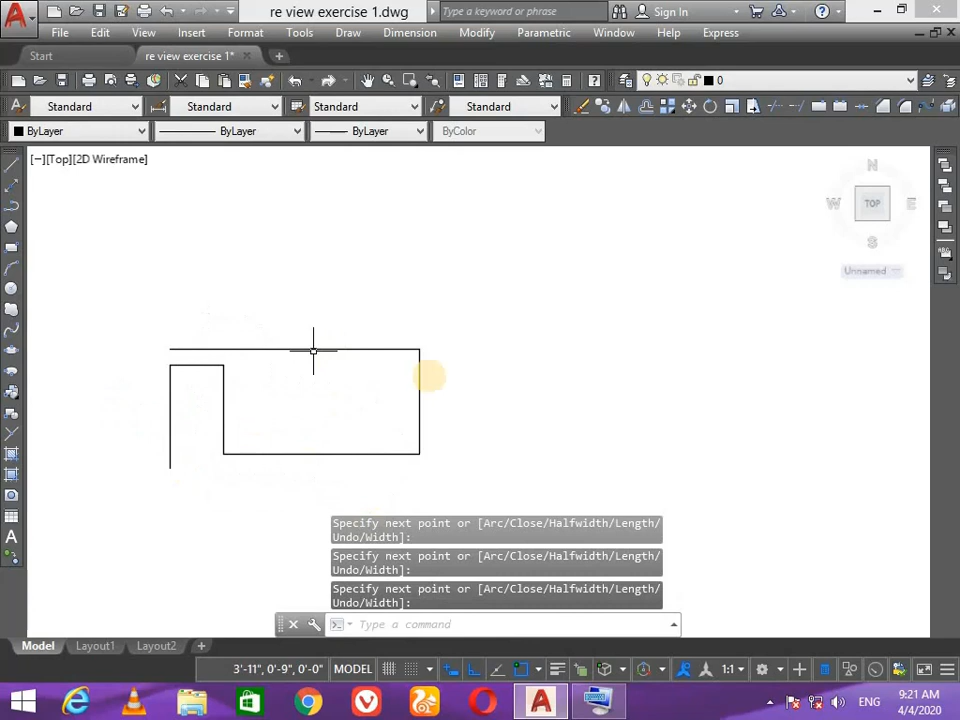 re view exercise 1.dwg
Type a keyword or phrase
Sign In
File Edit View Insert Format Tools Draw Dimension Modify Parametric Window Help Express
Start
re view exercise 1*
0
Standard Standard Standard Standard
ByLayer ByLayer ByLayer ByColor
[−][Top][2D Wireframe]
N
W TOP E
S
Unnamed
Specify next point or [Arc/Close/Halfwidth/Length/
Undo/Width]:
Specify next point or [Arc/Close/Halfwidth/Length/
Undo/Width]:
Specify next point or [Arc/Close/Halfwidth/Length/
Undo/Width]:
Type a command
Model Layout1 Layout2
3'-11", 0'-9", 0'-0" MODEL 1:1
ENG
9:21 AM
4/4/2020